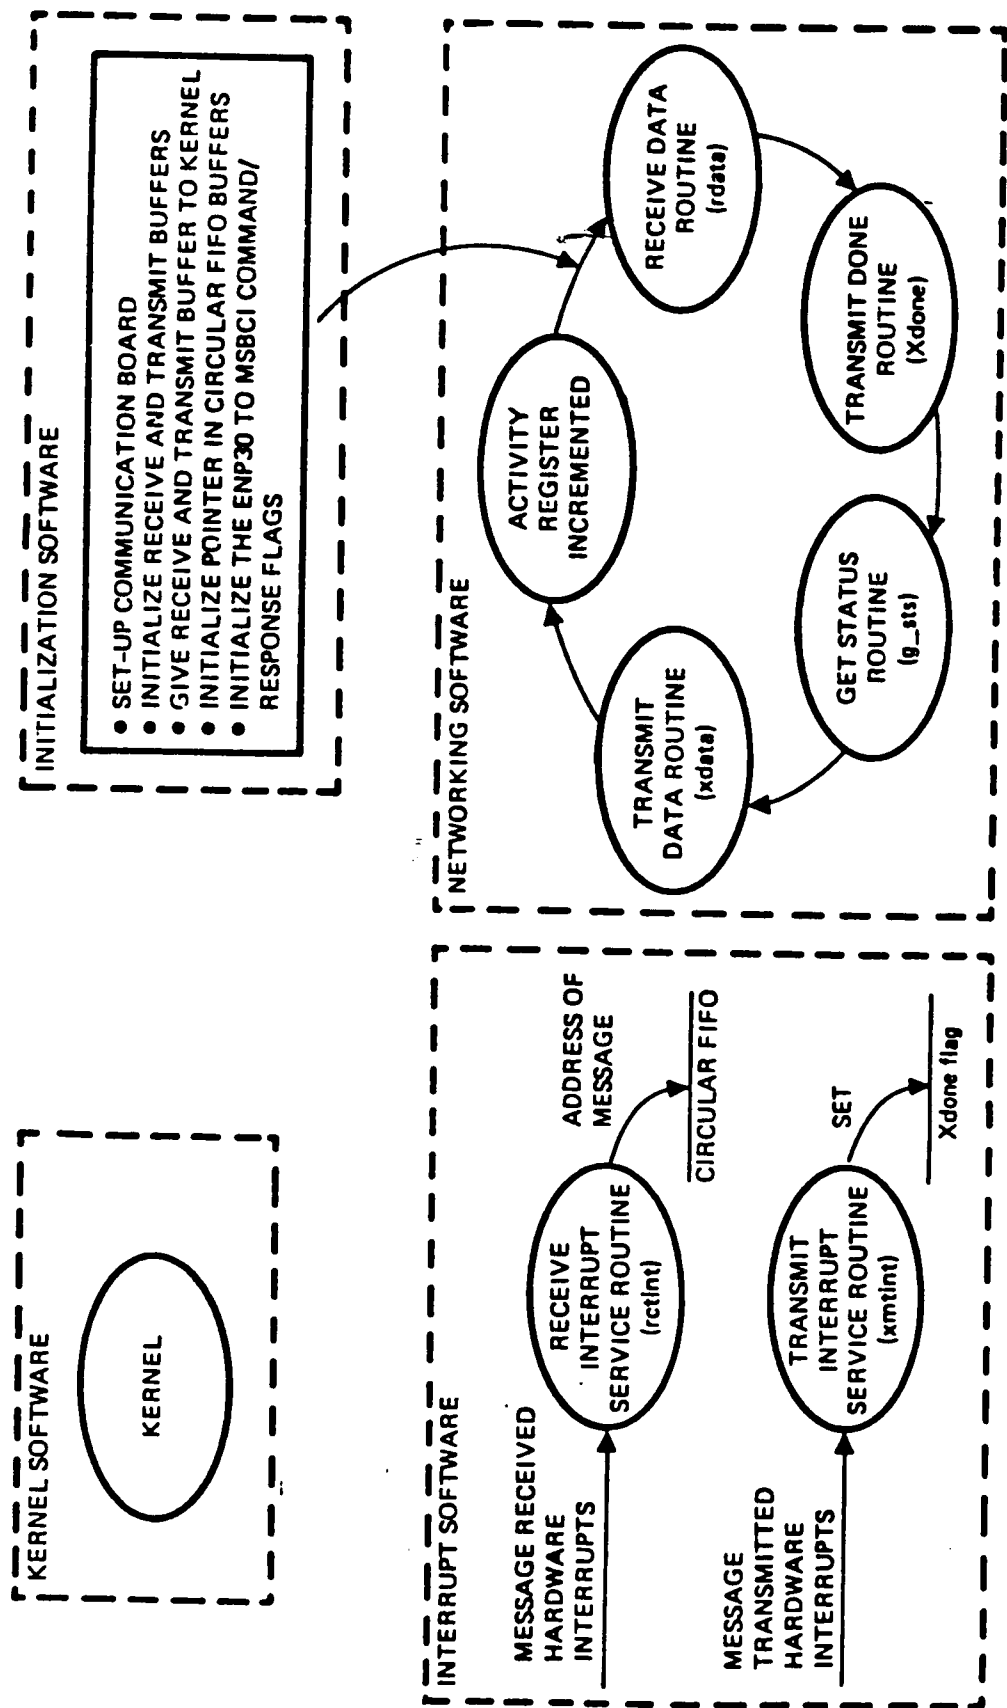 KERNEL SOFTWARE
KERNEL
INITIALIZATION SOFTWARE
● SET-UP COMMUNICATION BOARD
● INITIALIZE RECEIVE AND TRANSMIT BUFFERS
● GIVE RECEIVE AND TRANSMIT BUFFER TO KERNEL
● INITIALIZE POINTER IN CIRCULAR FIFO BUFFERS
● INITIALIZE THE ENP30 TO MSBCI COMMAND/
RESPONSE FLAGS
INTERRUPT SOFTWARE
MESSAGE RECEIVED
HARDWARE
INTERRUPTS
RECEIVE
INTERRUPT
SERVICE ROUTINE
(rctint)
ADDRESS OF
MESSAGE
CIRCULAR FIFO
MESSAGE
TRANSMITTED
HARDWARE
INTERRUPTS
TRANSMIT
INTERRUPT
SERVICE ROUTINE
(xmtint)
SET
Xdone flag
NETWORKING SOFTWARE
ACTIVITY
REGISTER
INCREMENTED
RECEIVE DATA
ROUTINE
(rdata)
TRANSMIT DONE
ROUTINE
(Xdone)
GET STATUS
ROUTINE
(g_sts)
TRANSMIT
DATA ROUTINE
(xdata)